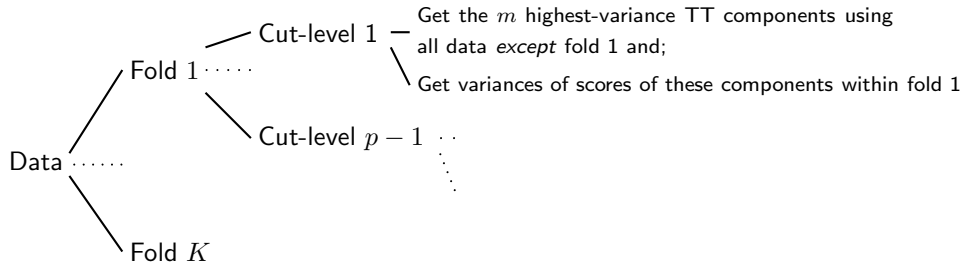 Get the m highest-variance TT components using
all data except fold 1 and;
Cut-level 1
Get variances of scores of these components within fold 1
Fold 1 ·····
Cut-level p − 1 ··
Data ······
Fold K